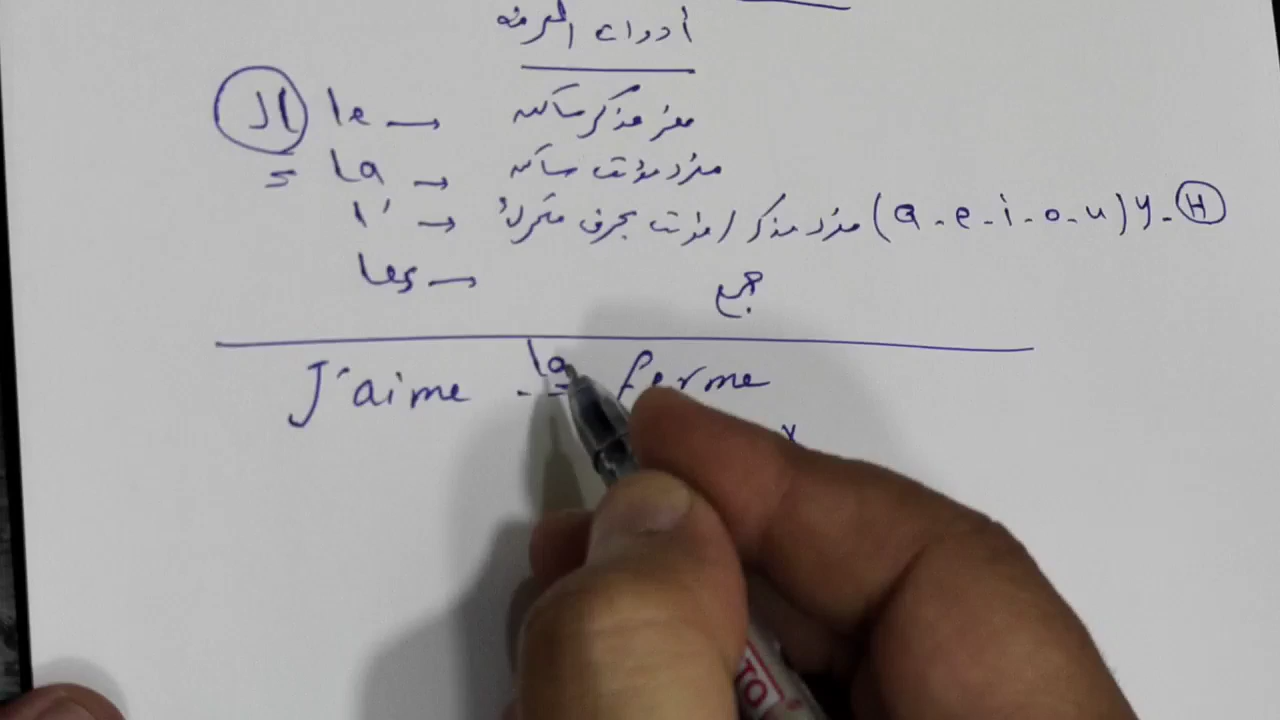 أدوات المعرفة
ال le → مفرد مذكر ساكن
la → مفرد مؤنث ساكن
l' → مفرد مذكر / مؤنث بحرف متحرك (a - e - i - o - u) y - H
les → جمع
J'aime la ferme
x